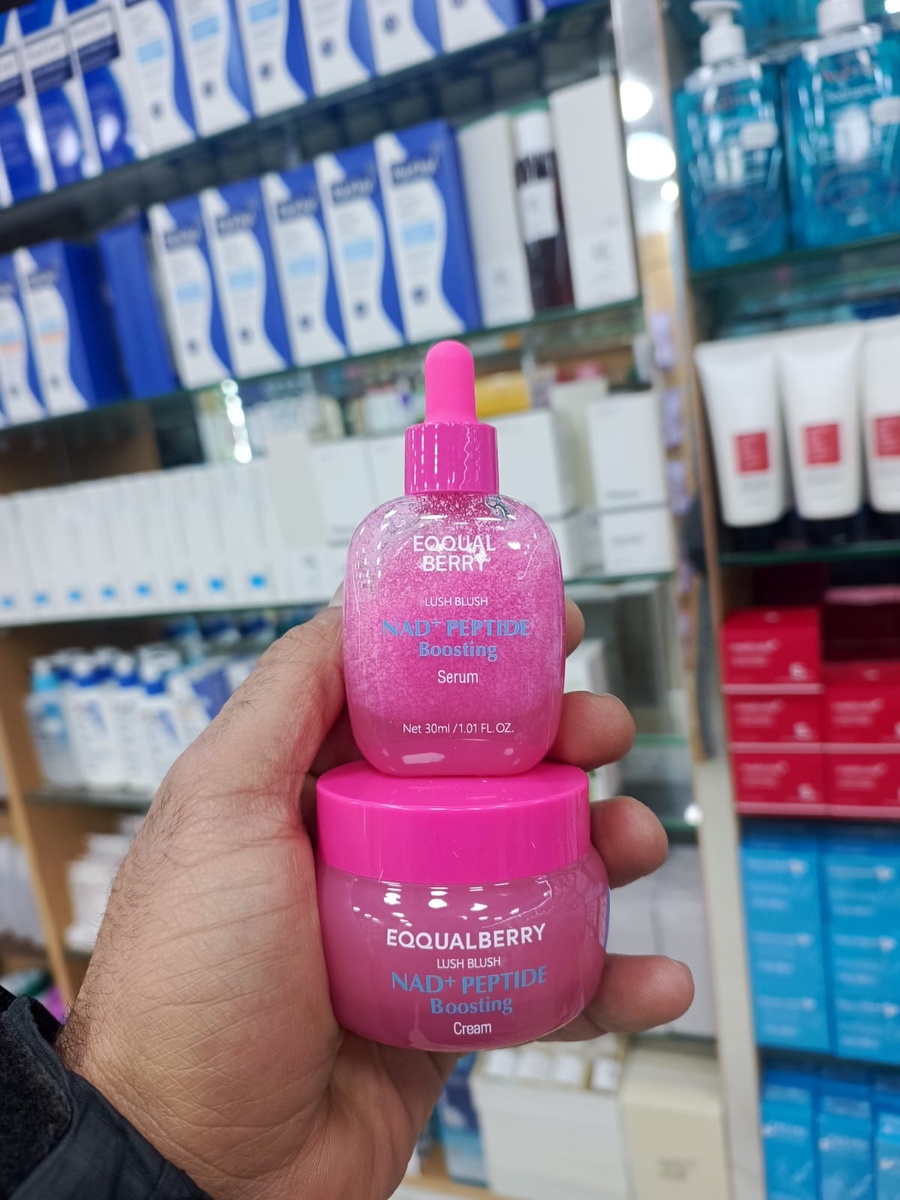 EQQUAL
BERRY
LUSH BLUSH
NAD⁺ PEPTIDE
Boosting
Serum
Net 30ml / 1.01 FL. OZ.
EQQUALBERRY
LUSH BLUSH
NAD⁺ PEPTIDE
Boosting
Cream